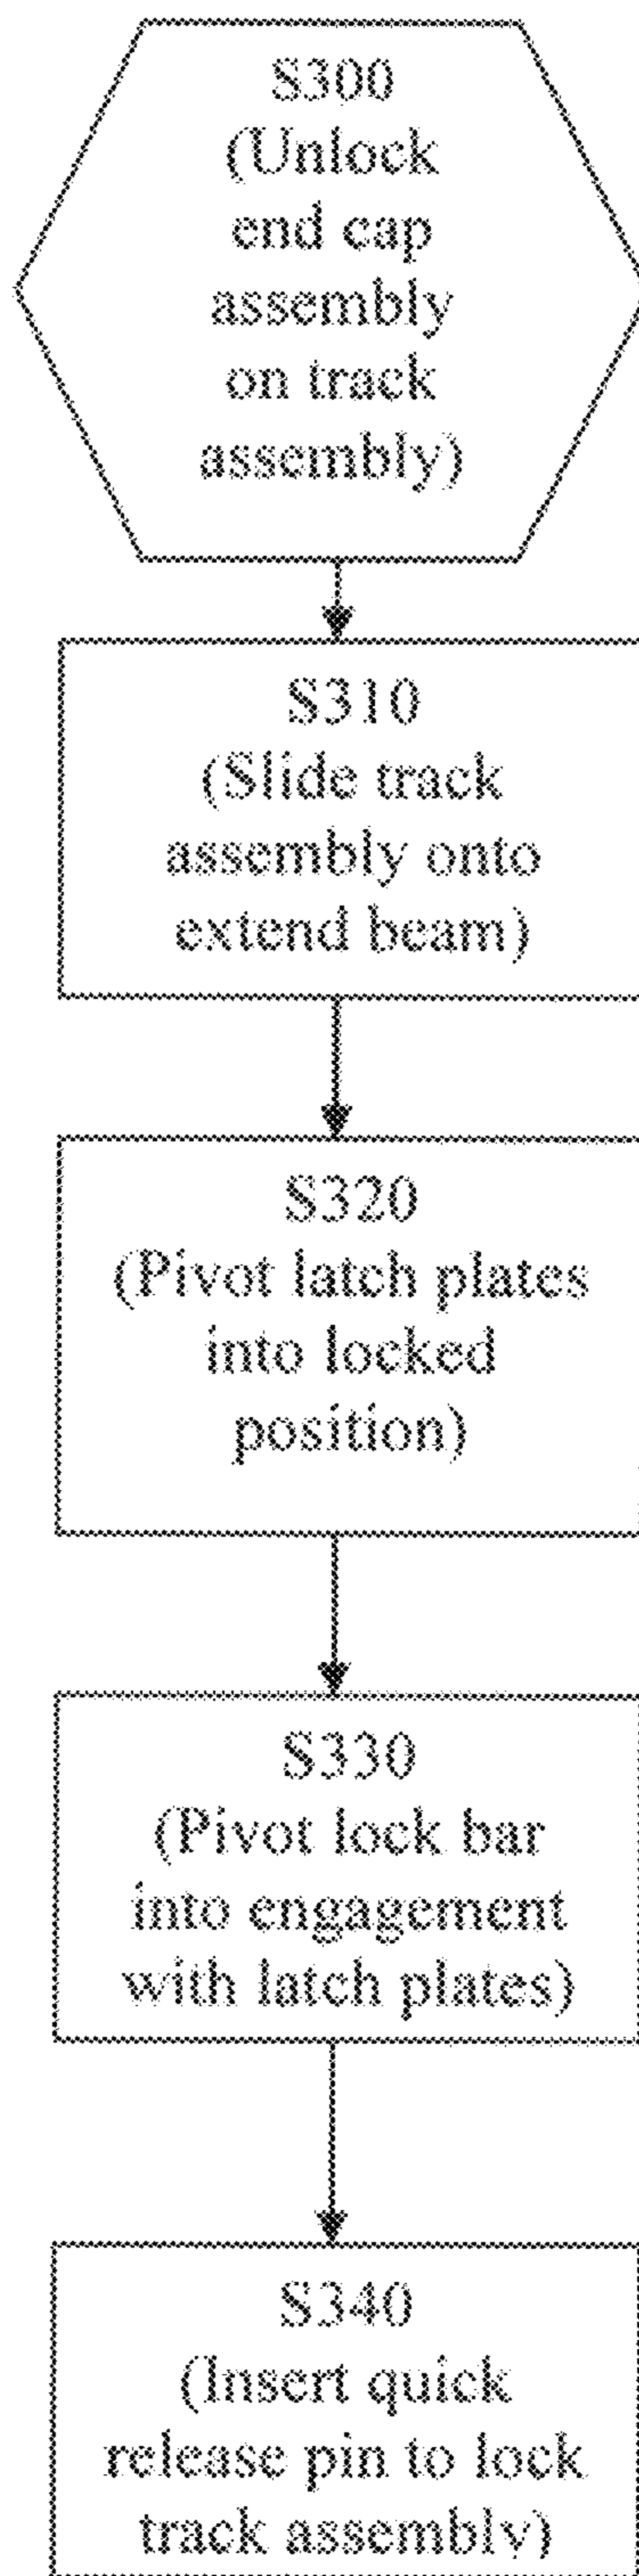 S300
(Unlock
end cap
assembly
on track
assembly)
S310
(Slide track
assembly onto
extend beam)
S320
(Pivot latch plates
into locked
position)
S330
(Pivot lock bar
into engagement
with latch plates)
S340
(Insert quick
release pin to lock
track assembly)